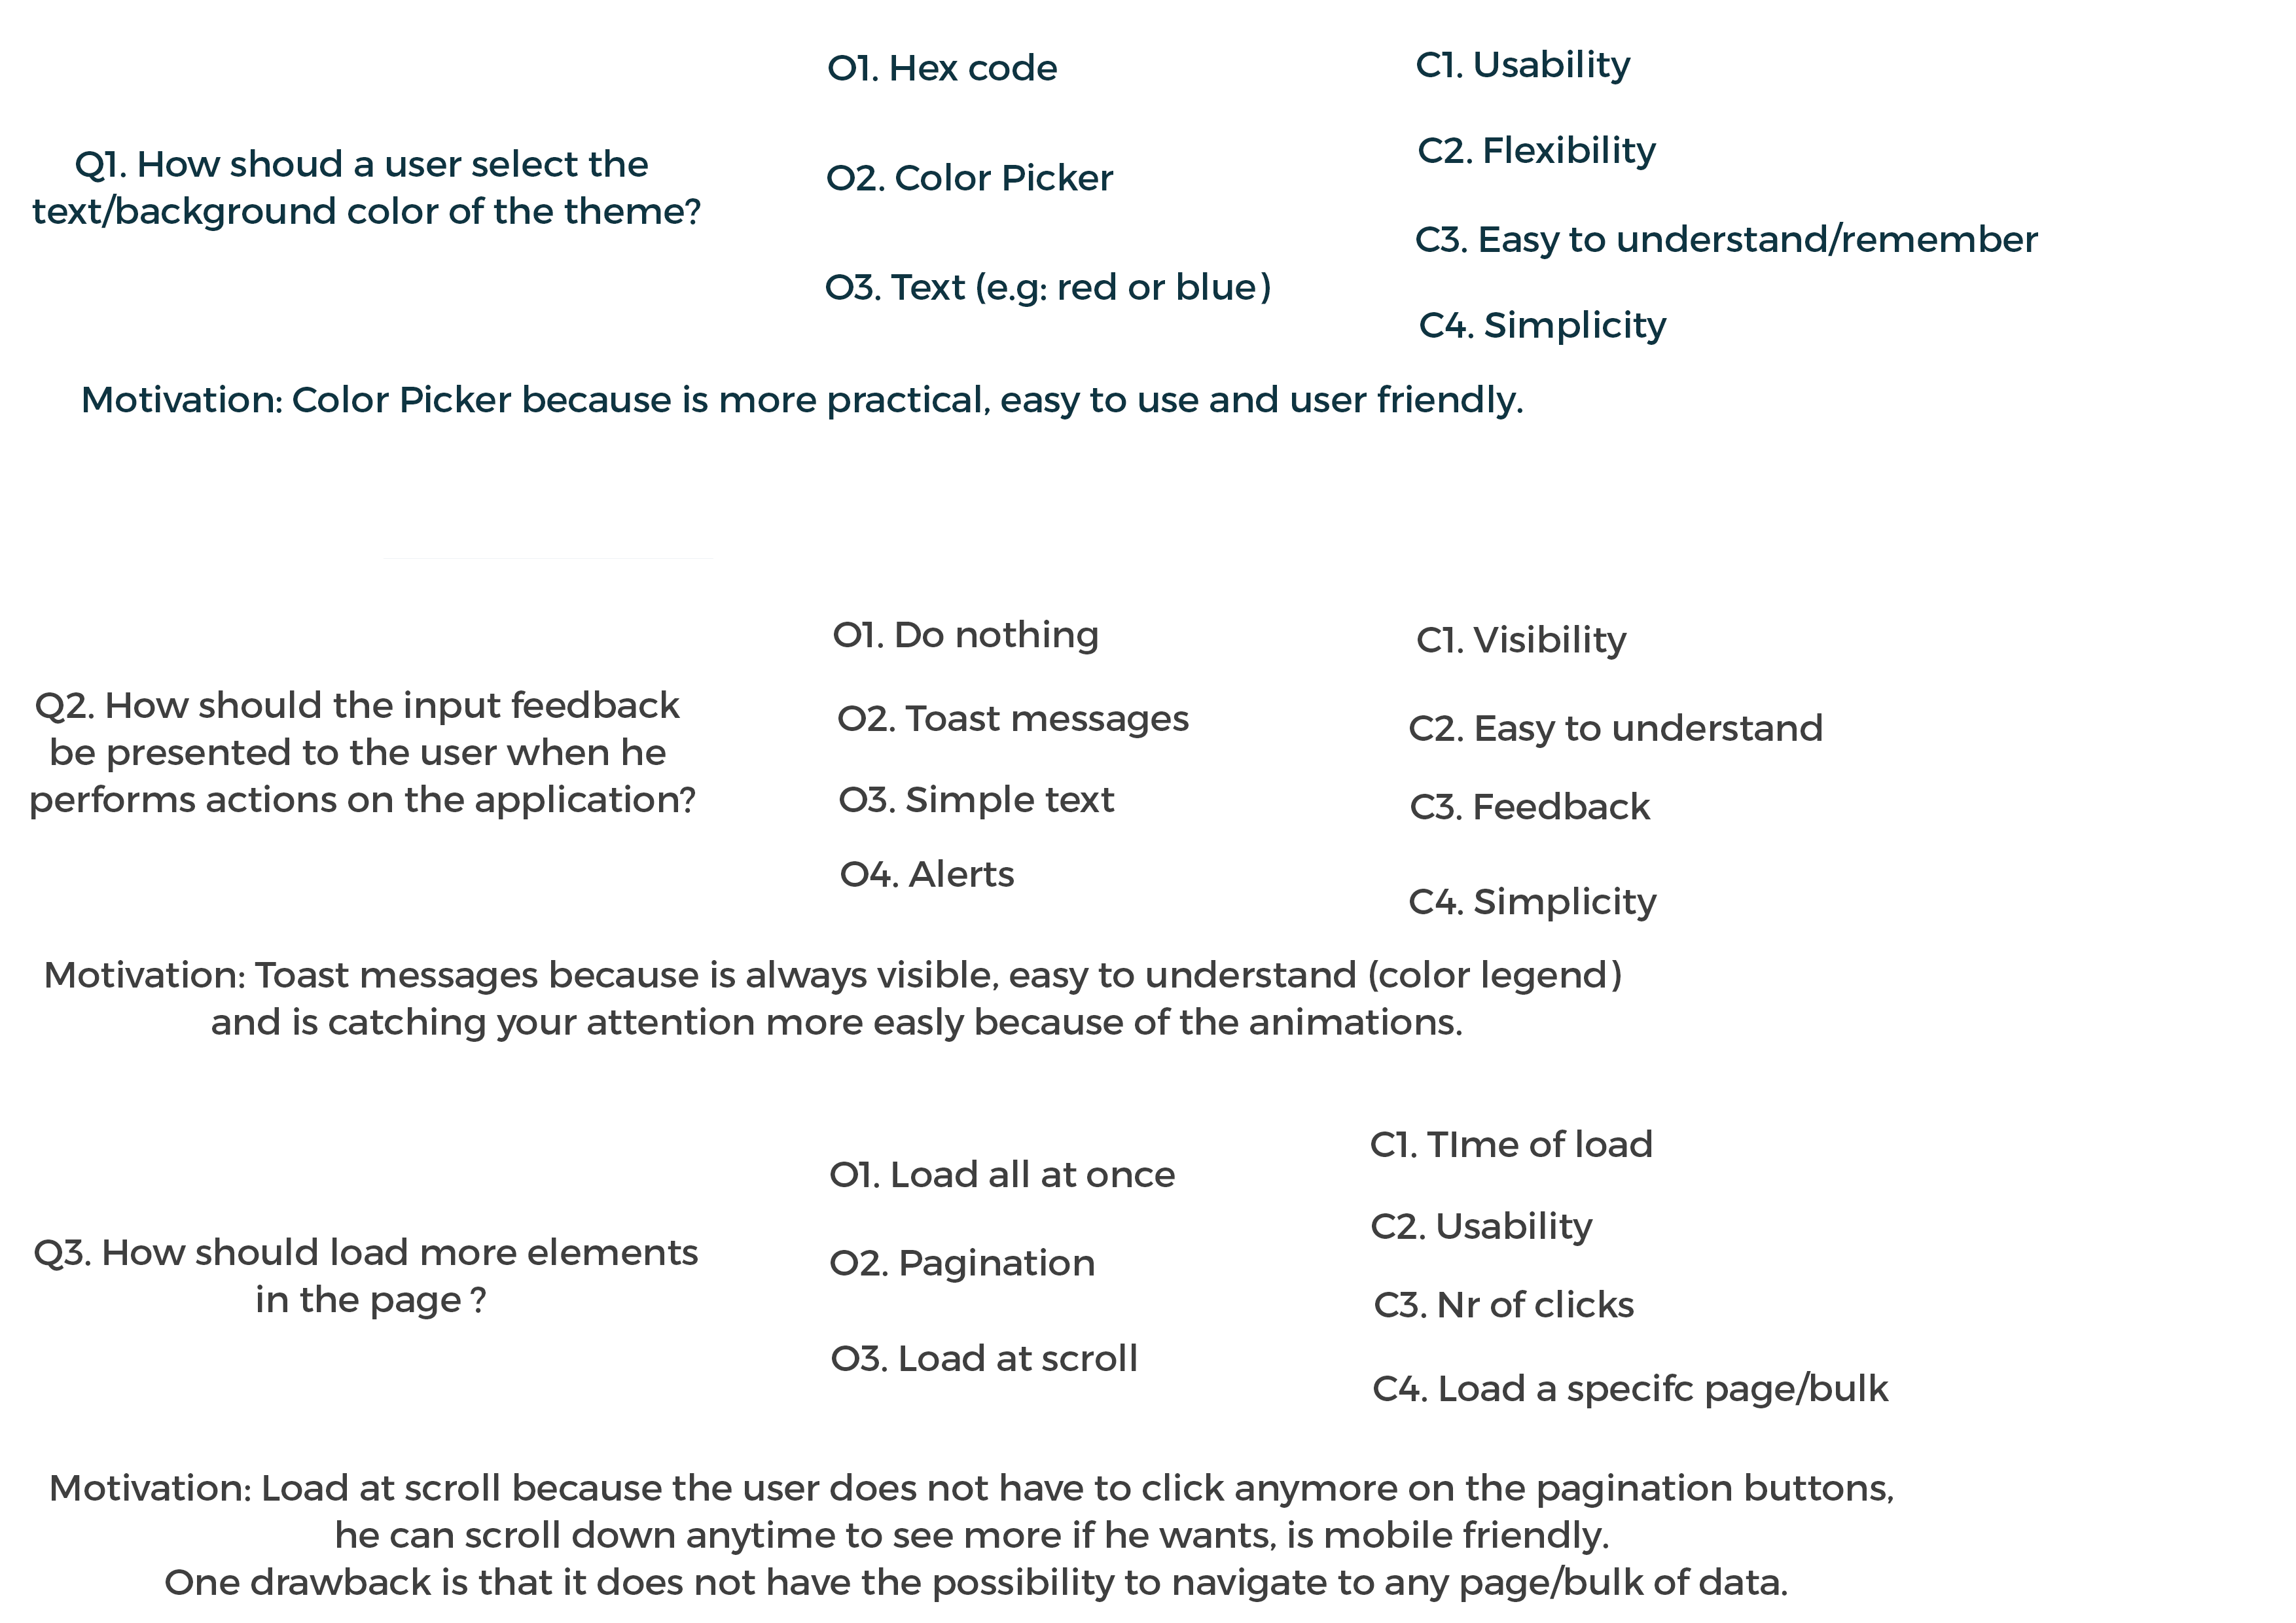 Q1. How shoud a user select the
text/background color of the theme?
O1. Hex code
O2. Color Picker
O3. Text (e.g: red or blue)
C1. Usability
C2. Flexibility
C3. Easy to understand/remember
C4. Simplicity
Motivation: Color Picker because is more practical, easy to use and user friendly.
Q2. How should the input feedback
be presented to the user when he
performs actions on the application?
O1. Do nothing
O2. Toast messages
O3. Simple text
O4. Alerts
C1. Visibility
C2. Easy to understand
C3. Feedback
C4. Simplicity
Motivation: Toast messages because is always visible, easy to understand (color legend)
and is catching your attention more easly because of the animations.
Q3. How should load more elements
in the page ?
O1. Load all at once
O2. Pagination
O3. Load at scroll
C1. TIme of load
C2. Usability
C3. Nr of clicks
C4. Load a specifc page/bulk
Motivation: Load at scroll because the user does not have to click anymore on the pagination buttons,
he can scroll down anytime to see more if he wants, is mobile friendly.
One drawback is that it does not have the possibility to navigate to any page/bulk of data.